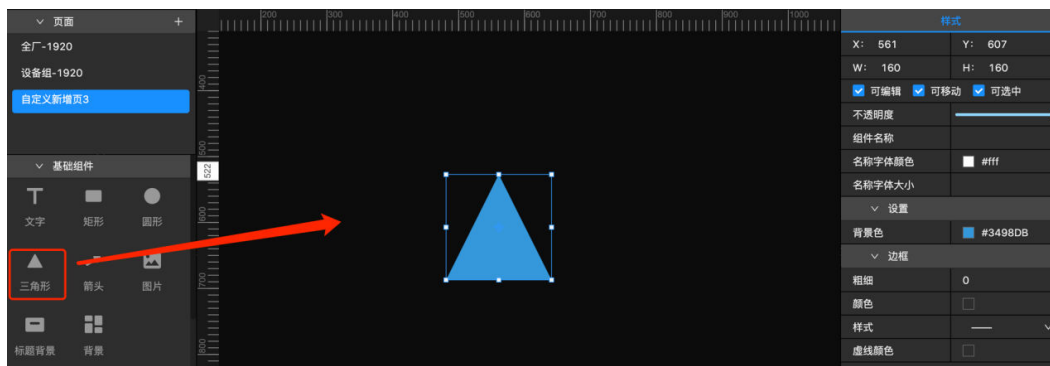 页面 +
全厂-1920
设备组-1920
自定义新增页3
基础组件
文字 矩形 圆形
三角形 箭头 图片
标题背景 背景
200 300 400 500 600 700 800 900 1000
400
500
522
600
700
800
样式
X: 561 Y: 607
W: 160 H: 160
可编辑 可移动 可选中
不透明度
组件名称
名称字体颜色 #fff
名称字体大小
设置
背景色 #3498DB
边框
粗细 0
颜色
样式
虚线颜色